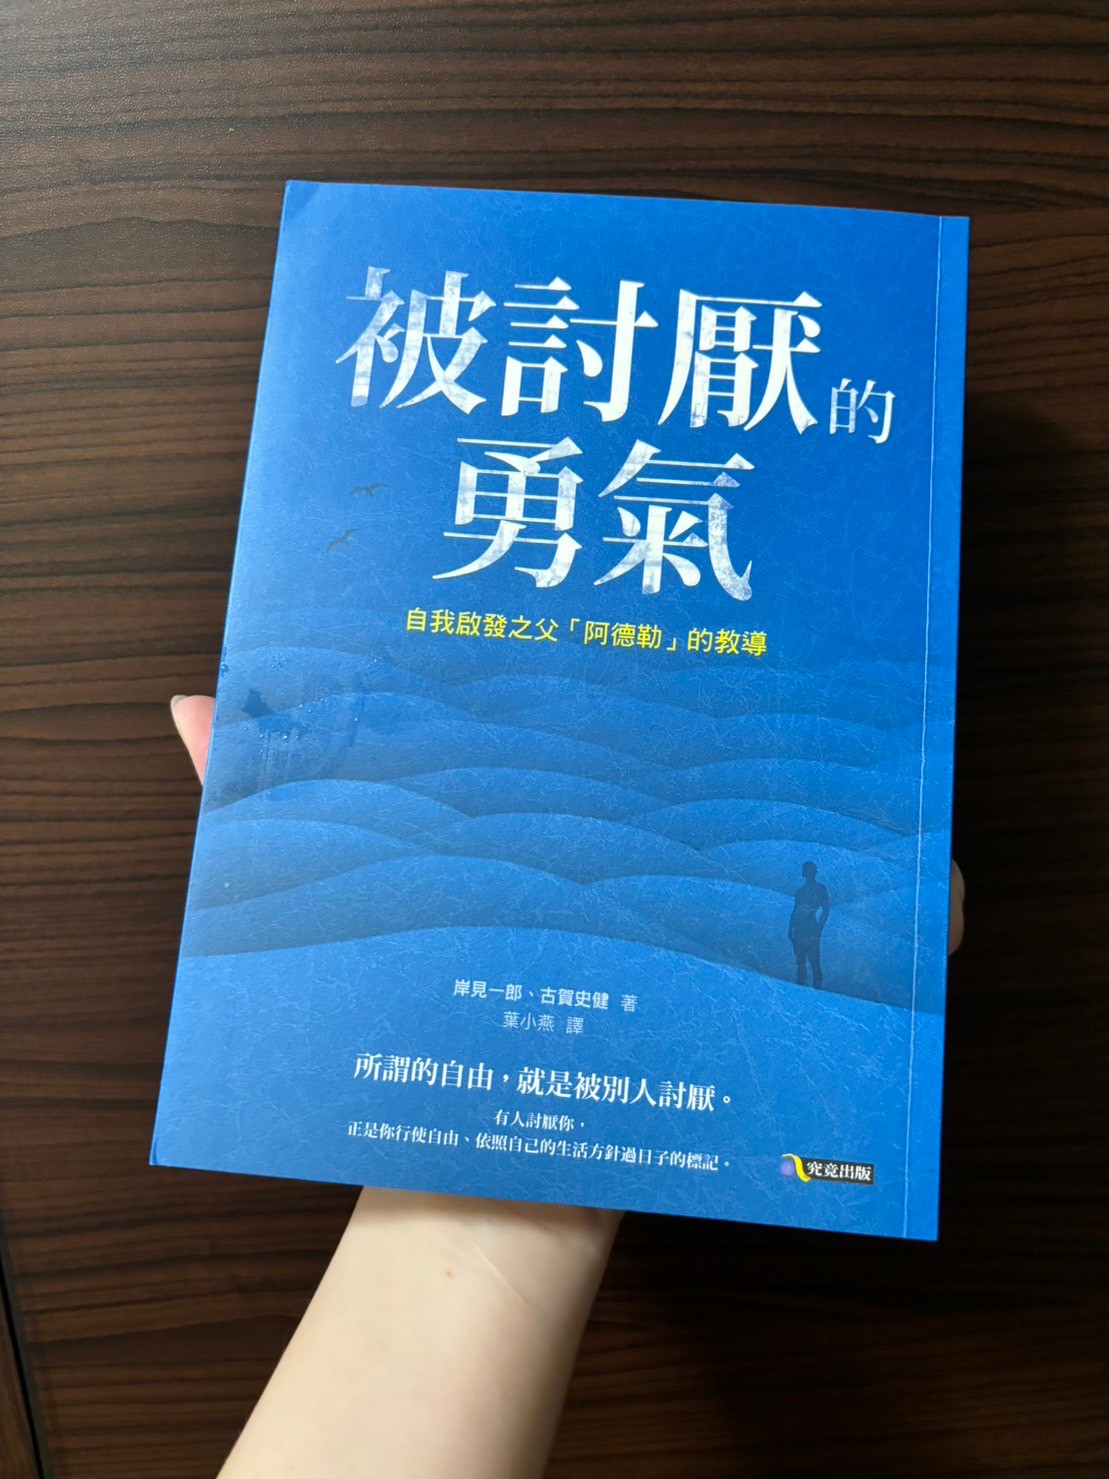 被討厭的
勇氣
自我啟發之父「阿德勒」的教導
岸見一郎、古賀史健 著
葉小燕 譯
所謂的自由，就是被別人討厭。
有人討厭你，
正是你行使自由、依照自己的生活方針過日子的標記。
究竟出版